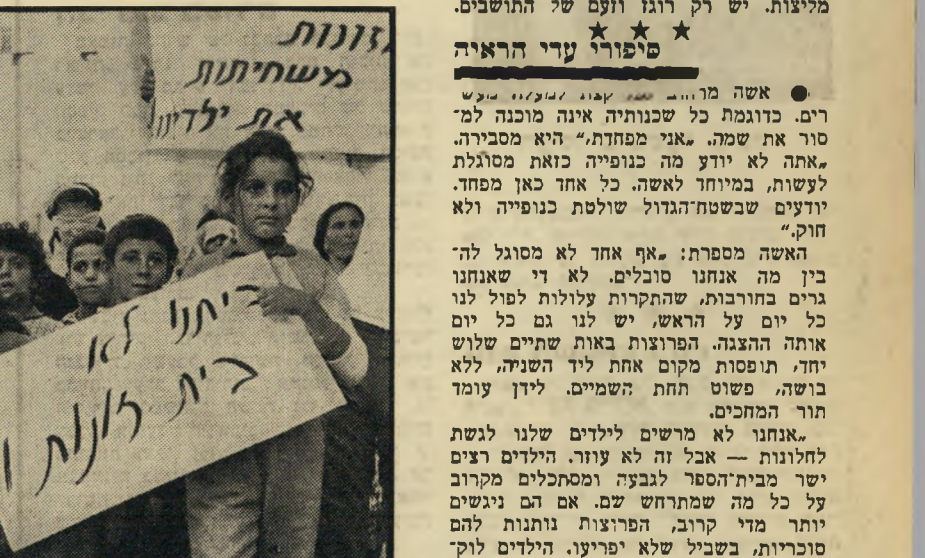 מליצות. יש רק רוגז וזעם של התושבים.
★ ★ ★
סיפורי עדי הראיה
● אשה קצת למעלה
רים. כדוגמת כל שכנותיה אינה מוכנה למ־
סור את שמה. „אני מפחדת,” היא מסבירה.
„אתה לא יודע מה כנופייה כזאת מסוגלת
לעשות, במיוחד לאשה. כל אחד כאן מפחד.
יודעים שבשטח־הגדול שולטת כנופייה ולא
חוק.”
האשה מספרת: „אף אחד לא מסוגל לה־
בין מה אנחנו סובלים. לא די שאנחנו
גרים בחורבות, שהתקרות עלולות לפול לנו
כל יום על הראש, יש לנו גם כל יום
אותה ההצגה. הפרוצות באות שתיים שלוש
יחד, תופסות מקום אחת ליד השניה, ללא
בושה, פשוט תחת השמיים. לידן עומד
תור המחכים.
„אנחנו לא מרשים לילדים שלנו לגשת
לחלונות — אבל זה לא עוזר. הילדים רצים
ישר מבית־הספר לגבעה ומסתכלים מקרוב
על כל מה שמתרחש שם. אם הם ניגשים
יותר מדי קרוב, הפרוצות נותנות להם
סוכריות, בשביל שלא יפריעו. הילדים לוק־
זונות
משחיתות
את ילדינו
ביתנו לא
בית זונות